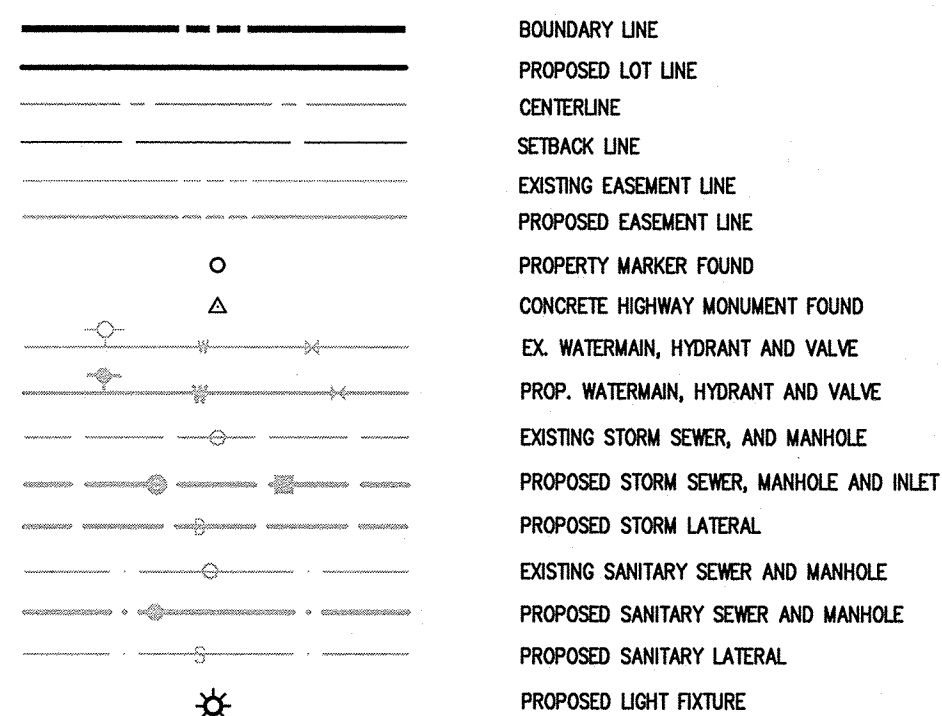 BOUNDARY LINE
PROPOSED LOT LINE
CENTERLINE
SETBACK LINE
EXISTING EASEMENT LINE
PROPOSED EASEMENT LINE
PROPERTY MARKER FOUND
CONCRETE HIGHWAY MONUMENT FOUND
W EX. WATERMAIN, HYDRANT AND VALVE
W PROP. WATERMAIN, HYDRANT AND VALVE
EXISTING STORM SEWER, AND MANHOLE
PROPOSED STORM SEWER, MANHOLE AND INLET
D PROPOSED STORM LATERAL
EXISTING SANITARY SEWER AND MANHOLE
PROPOSED SANITARY SEWER AND MANHOLE
S PROPOSED SANITARY LATERAL
PROPOSED LIGHT FIXTURE